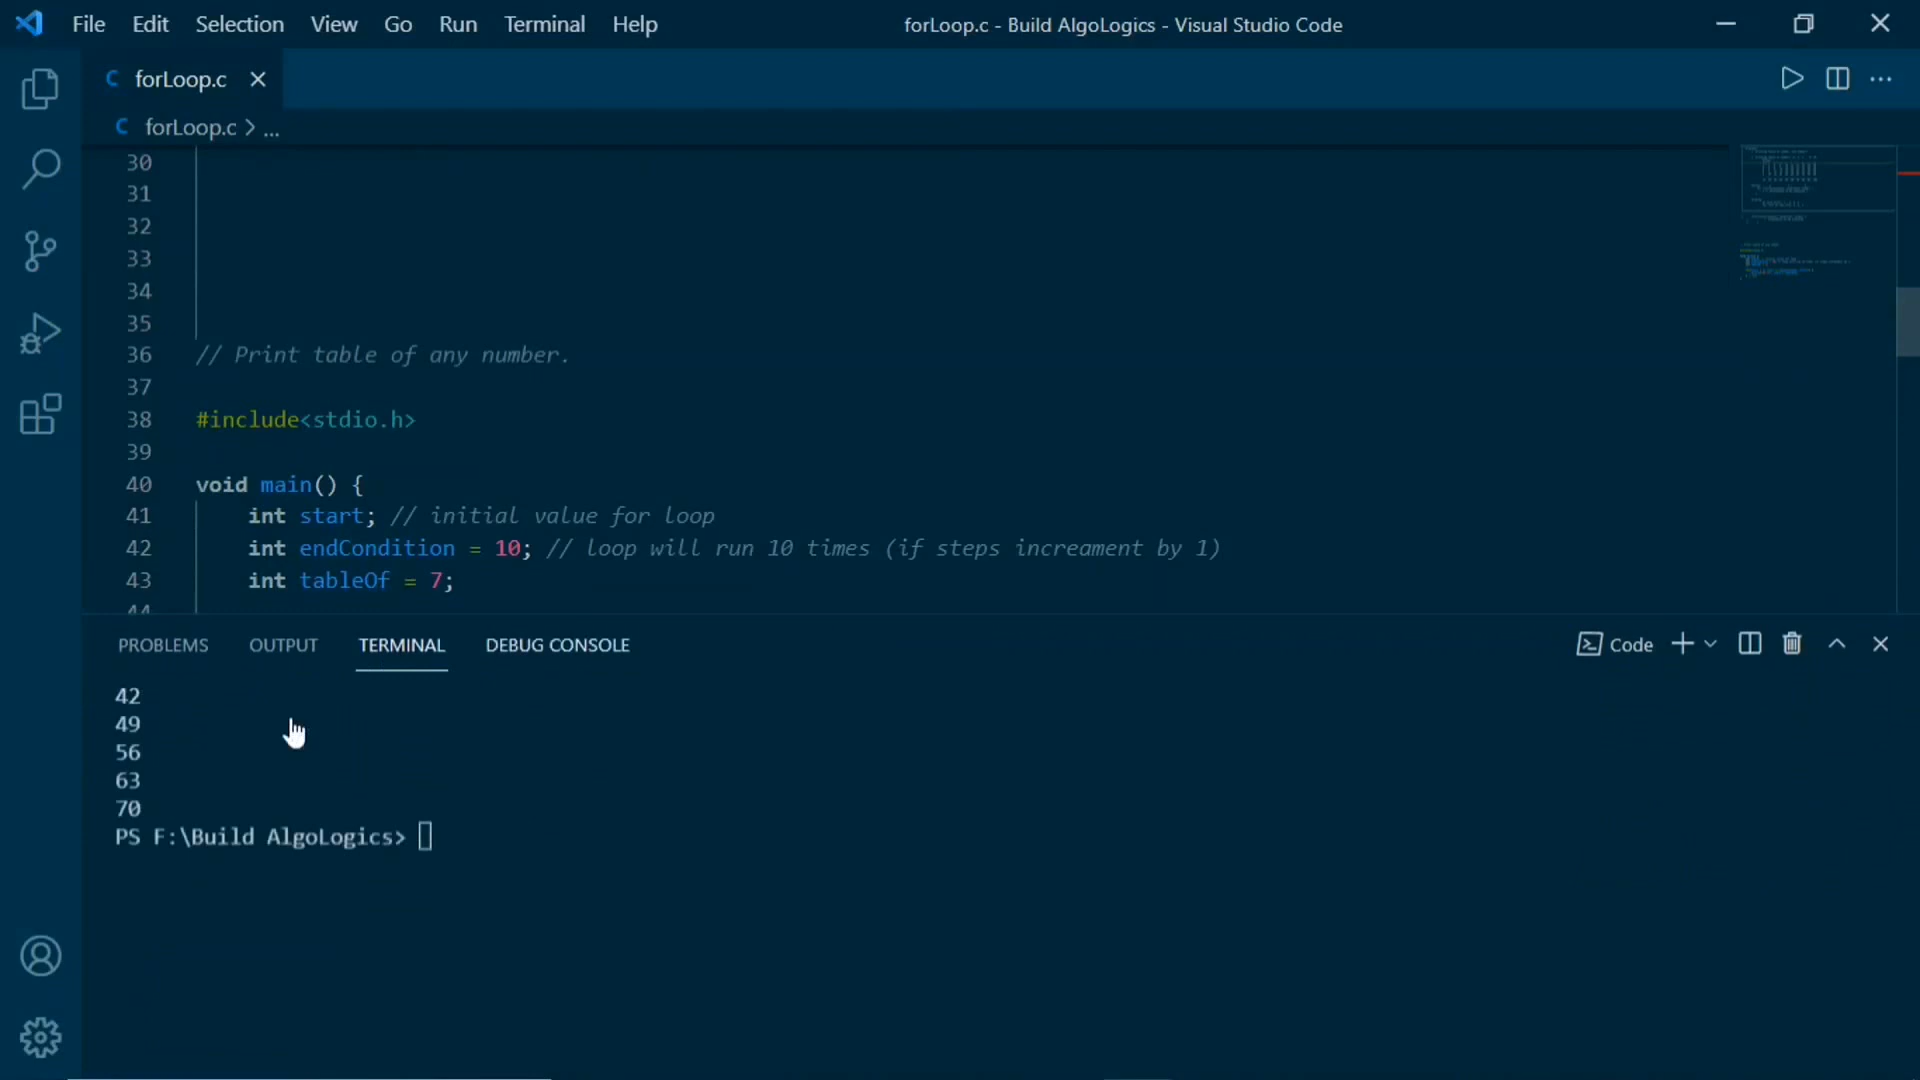 File Edit Selection View Go Run Terminal Help forLoop.c - Build AlgoLogics - Visual Studio Code
C forLoop.c
C forLoop.c > ...
30
31
32
33
34
35
36 // Print table of any number.
37
38 #include<stdio.h>
39
40 void main() {
41 int start; // initial value for loop
42 int endCondition = 10; // loop will run 10 times (if steps increament by 1)
43 int tableOf = 7;
44
PROBLEMS OUTPUT TERMINAL DEBUG CONSOLE Code
42
49
56
63
70
PS F:\Build AlgoLogics>